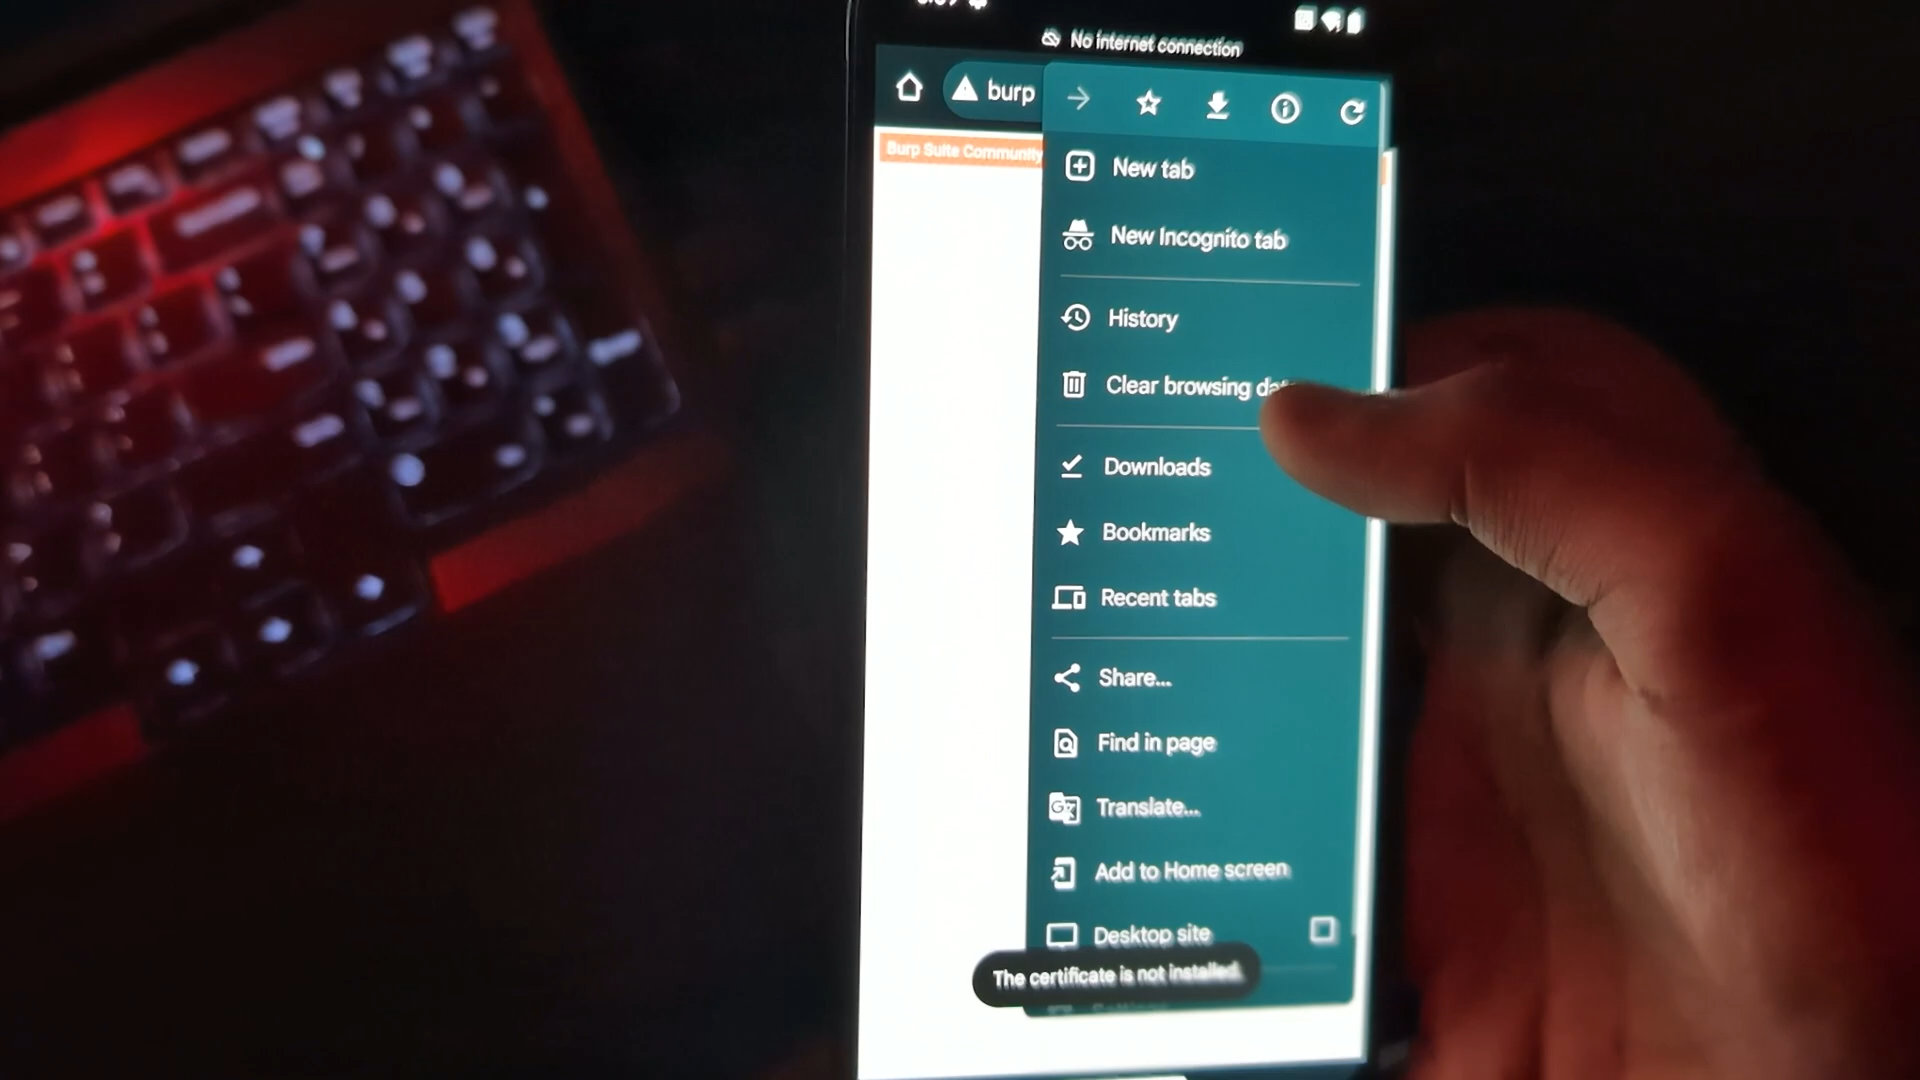 No internet connection
burp
Burp Suite Community
New tab
New Incognito tab
History
Clear browsing
Downloads
Bookmarks
Recent tabs
Share...
Find in page
Translate...
Add to Home screen
Desktop site
The certificate is not installed.